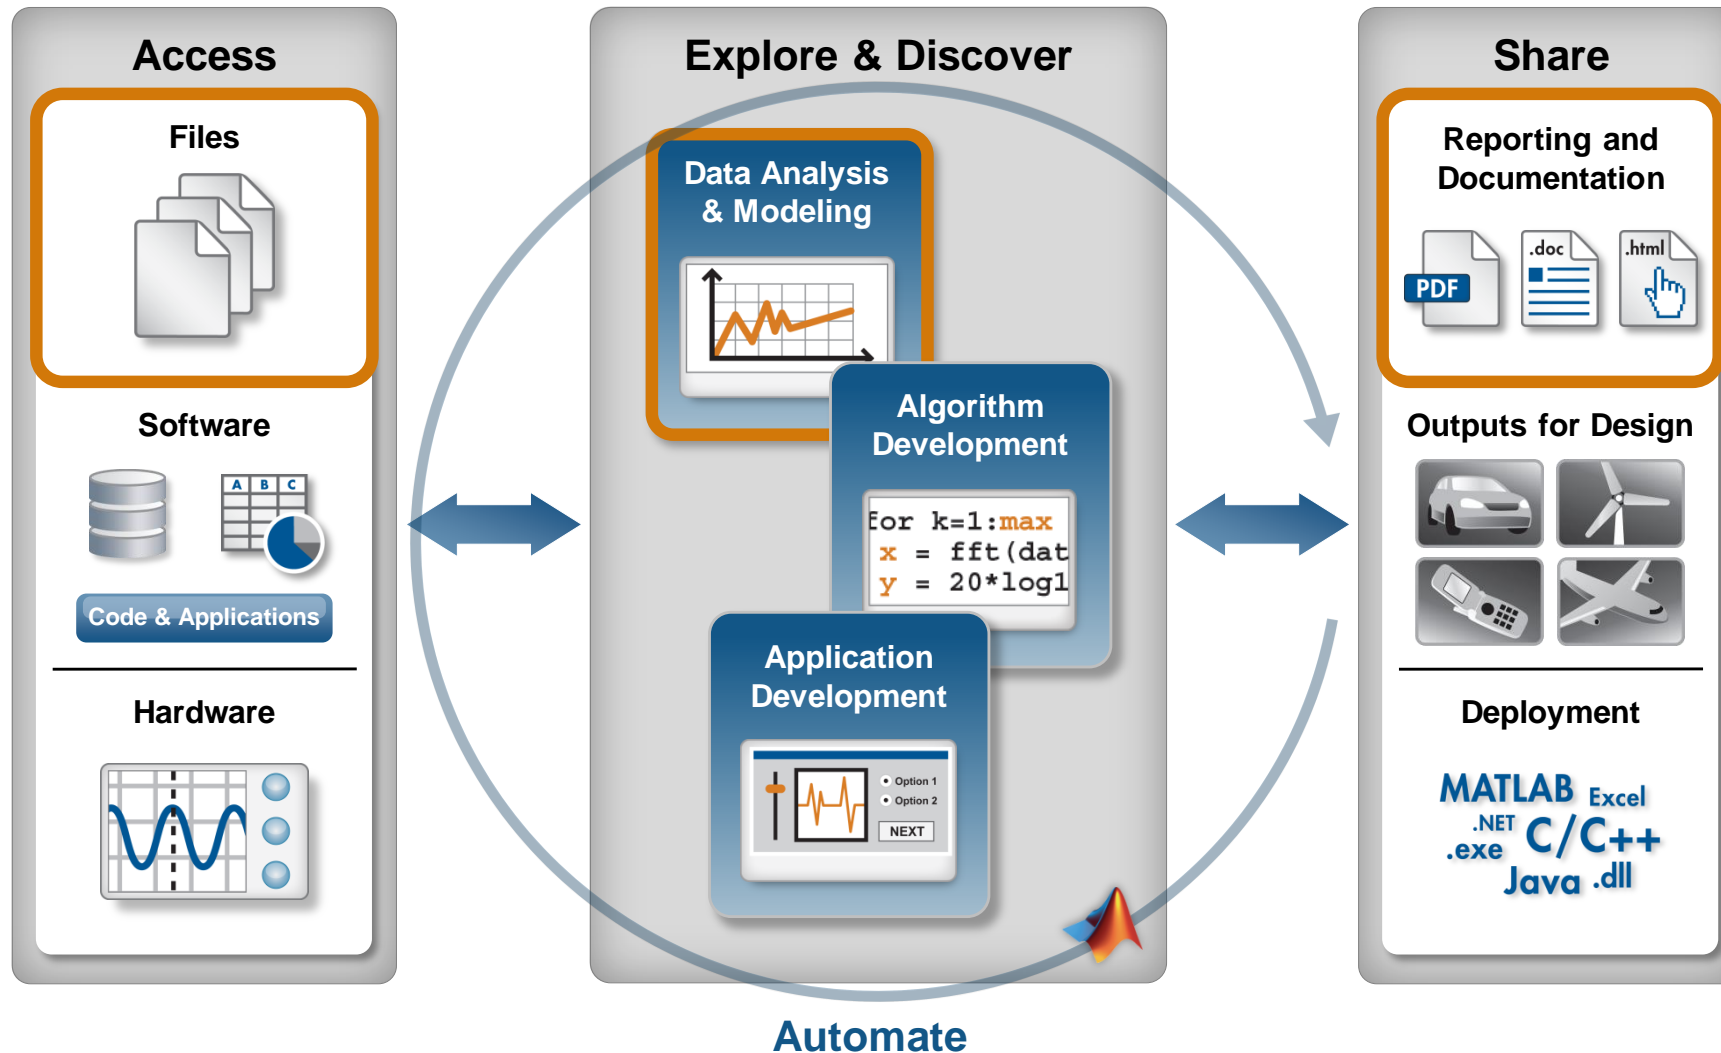 Access
Files
Software
A B C
Code & Applications
Hardware
Explore & Discover
Data Analysis
& Modeling
Algorithm
Development
for k=1:max
x = fft(dat
y = 20*log1
Application
Development
Option 1
Option 2
NEXT
Share
Reporting and
Documentation
PDF
.doc
.html
Outputs for Design
Deployment
MATLAB Excel
.NET C/C++
.exe
Java .dll
Automate